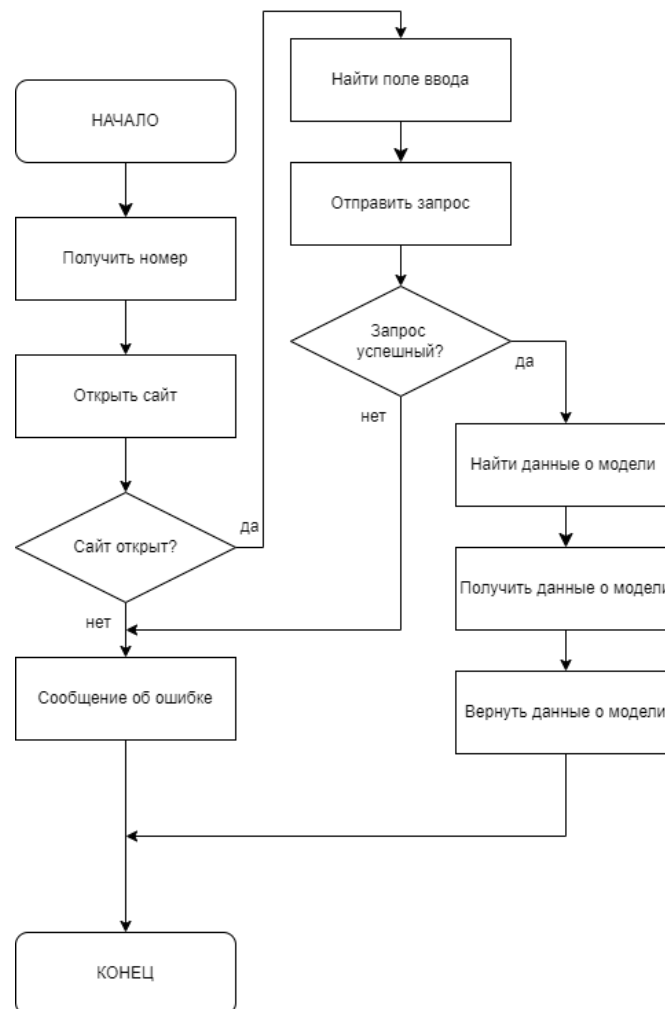 НАЧАЛО
Получить номер
Открыть сайт
Сайт открыт?
да
нет
Сообщение об ошибке
Найти поле ввода
Отправить запрос
Запрос
успешный?
да
нет
Найти данные о модели
Получить данные о модели
Вернуть данные о модели
КОНЕЦ